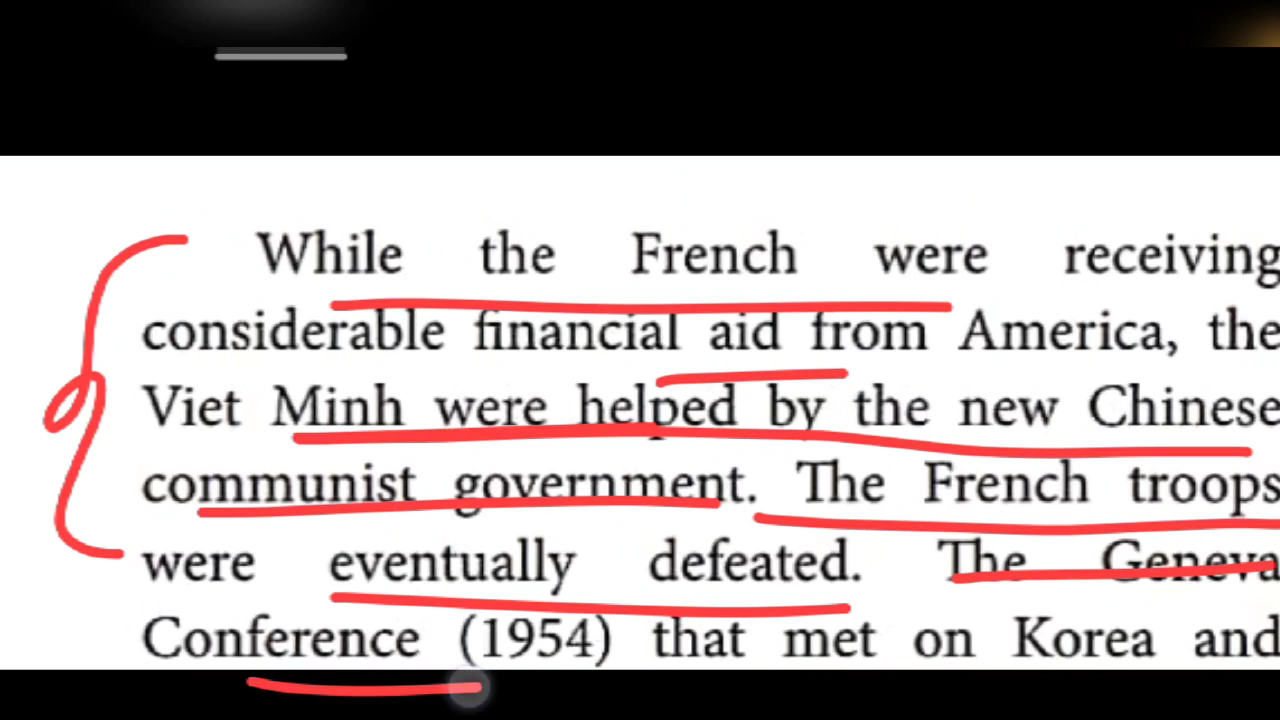 While the French were receiving
considerable financial aid from America, the
Viet Minh were helped by the new Chinese
communist government. The French troops
were eventually defeated. The Geneva
Conference (1954) that met on Korea and